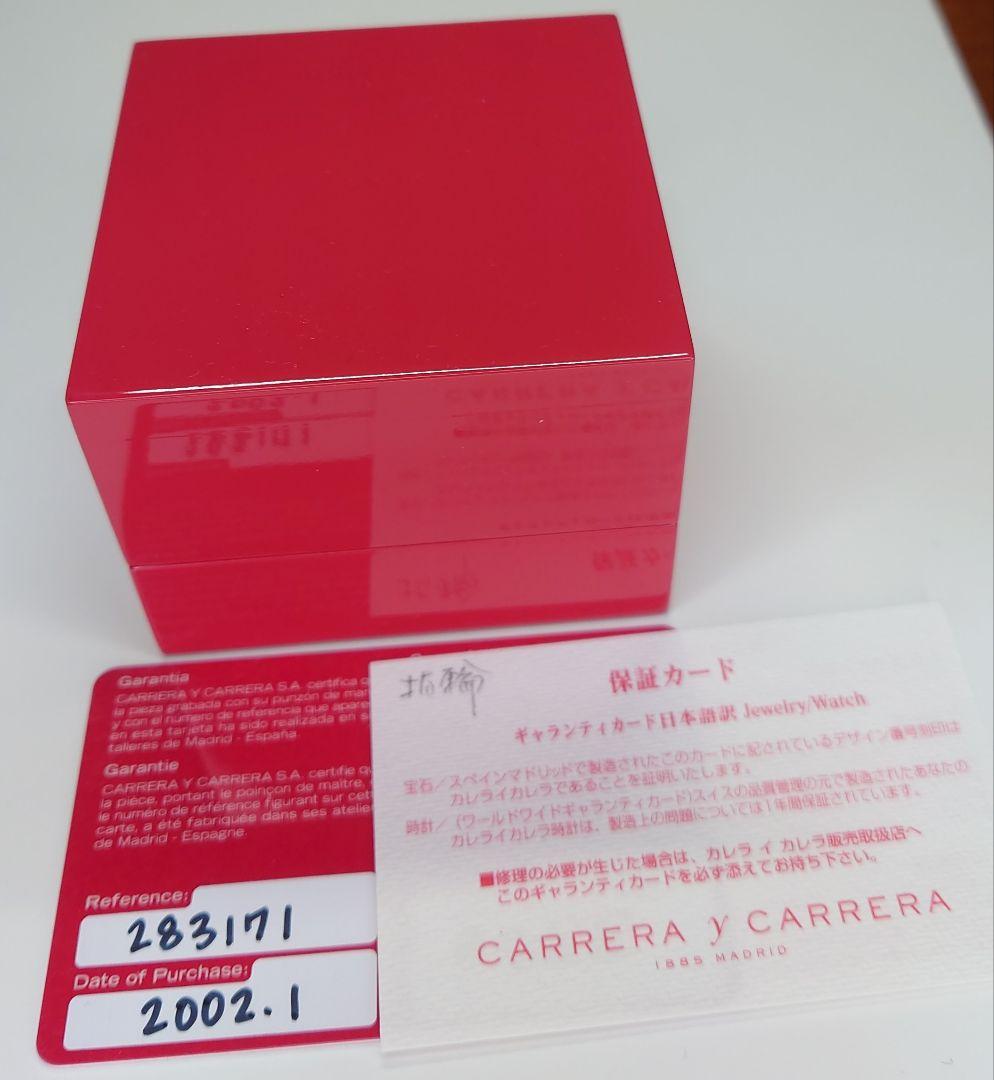 Garantia
CARRERA Y CARRERA S.A. certifica q
la pieza grabada con su punzón de mar
y con el numero de referencia que apare
en esta tarjeta ha sido realizada en s
talleres de Madrid - España
Garantie
CARRERA Y CARRERA S.A. certifie qu
la pièce, portant le poinçon de maître,
le numero de référence figurant sur cet
carte, a été fabriquée dans ses atelie
de Madrid - Espagne.
Reference:
283171
Date of Purchase:
2002.1
指輪
保証カード
ギャランティカード日本語訳 Jewelry/Watch
宝石/スペインマドリッドで製造されたこのカードに記されているデザイン番号刻印は
カレライカレラであることを証明いたします。
時計/(ワールドワイドギャランティカード)スイスの品質管理の元で製造されたあなたの
カレライカレラ時計は、製造上の問題については1年間保証されています。
■修理の必要が生じた場合は、カレラ イ カレラ販売取扱店へ
このギャランティカードを必ず添えてお持ち下さい。
CARRERA y CARRERA
1885 MADRID